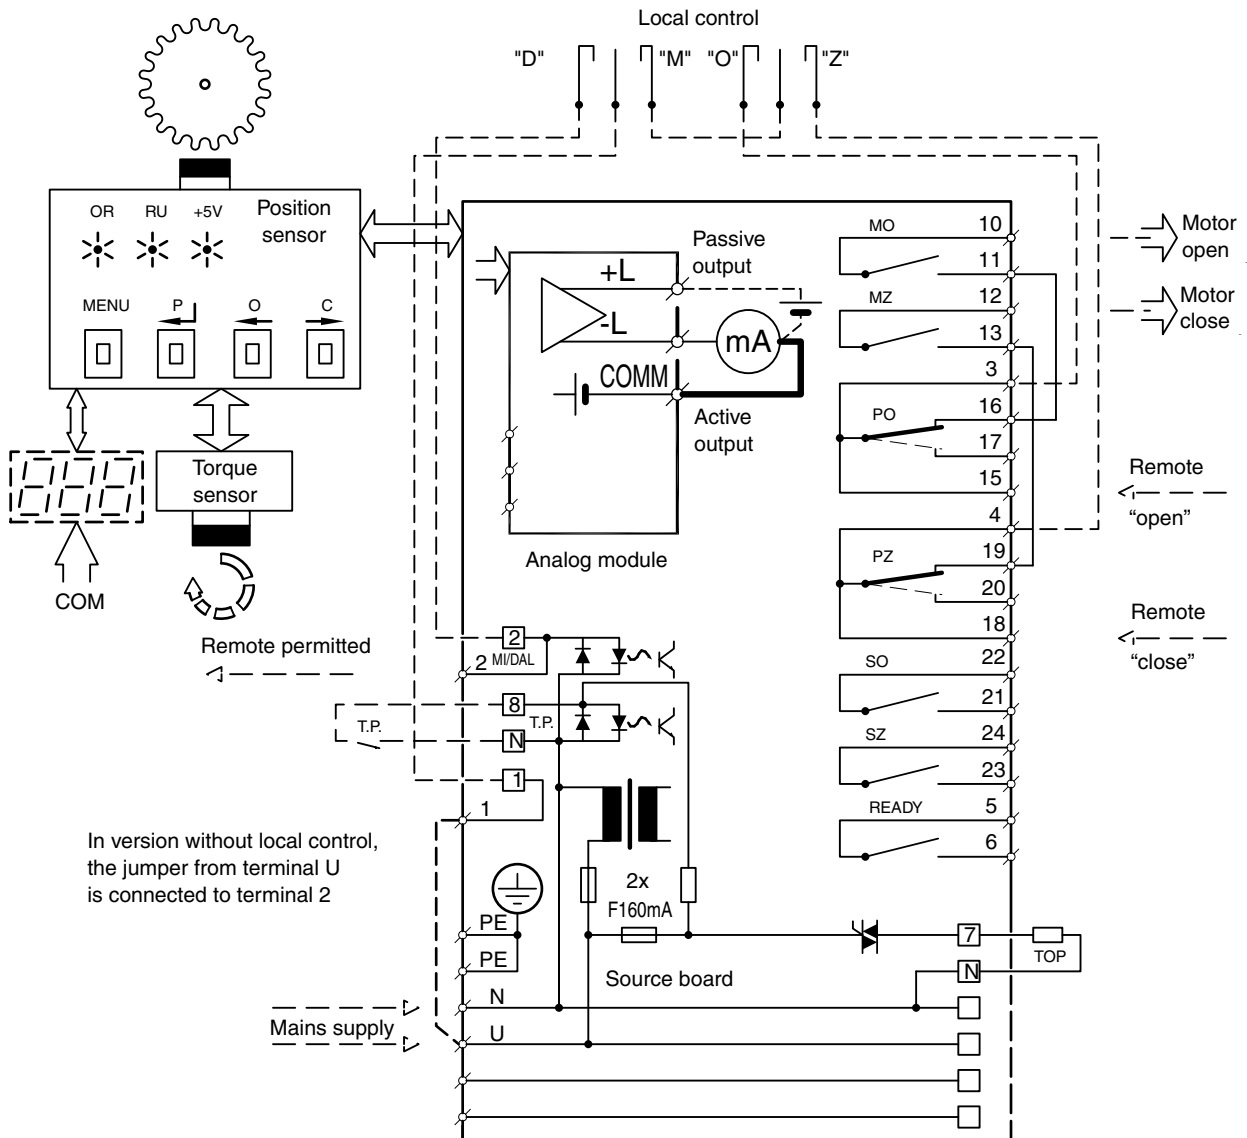 Local control
"D"
"M"
"O"
"Z"
OR
RU
+5V
Position
sensor
MENU
P
O
C
Torque
sensor
COM
Passive
output
+L
-L
mA
COMM
Active
output
Analog module
MO
10
11
MZ
12
13
3
PO
16
17
15
4
PZ
19
20
18
SO
22
21
SZ
24
23
READY
5
6
Motor
open
Motor
close
Remote
“open”
Remote
“close”
Remote permitted
2
2
MI/DAL
8
T.P.
T.P.
N
1
1
In version without local control,
the jumper from terminal U
is connected to terminal 2
2x
F160mA
PE
PE
7
TOP
N
Source board
N
Mains supply
U